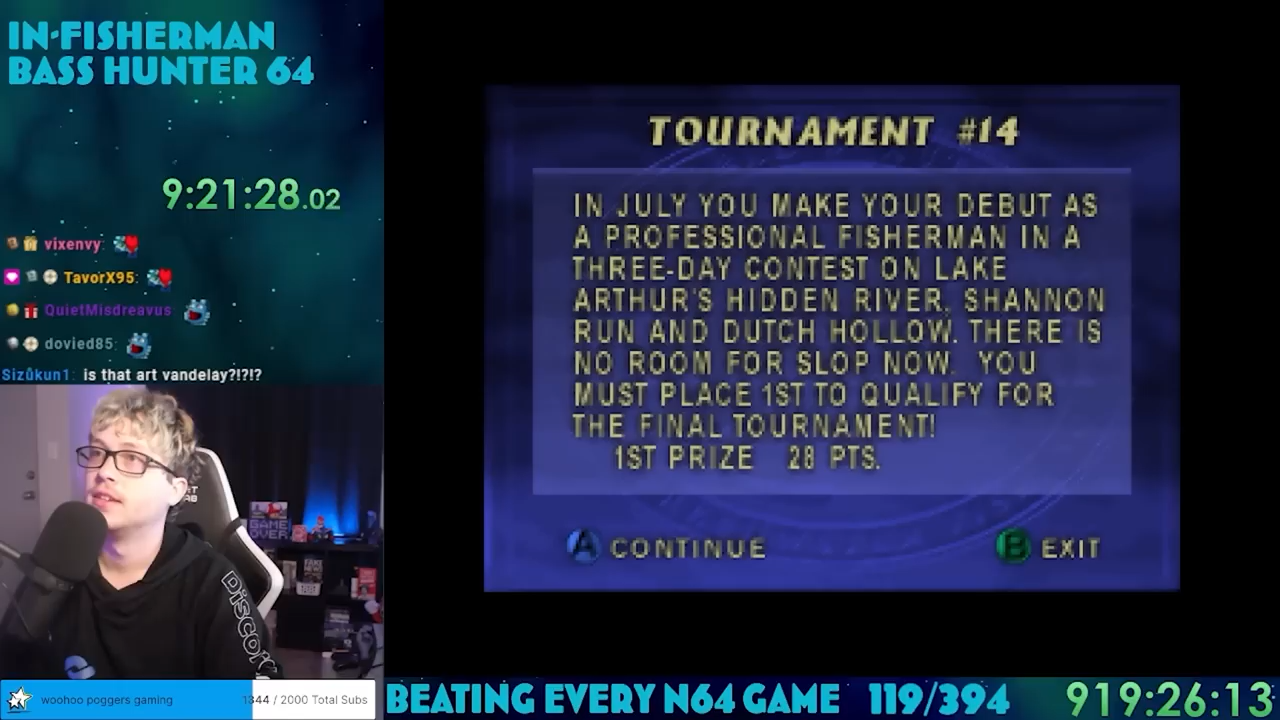 IN-FISHERMAN
BASS HUNTER 64
9:21:28.02
vixenvy:
TavorX95:
QuietMisdreavus
dovied85:
Sizûkun1: is that art vandelay?!?!?
TOURNAMENT #14
IN JULY YOU MAKE YOUR DEBUT AS
A PROFESSIONAL FISHERMAN IN A
THREE-DAY CONTEST ON LAKE
ARTHUR'S HIDDEN RIVER, SHANNON
RUN AND DUTCH HOLLOW. THERE IS
NO ROOM FOR SLOP NOW. YOU
MUST PLACE 1ST TO QUALIFY FOR
THE FINAL TOURNAMENT!
1ST PRIZE 28 PTS.
A CONTINUE
B EXIT
GAME
OVER
Discord
woohoo poggers gaming 1344 / 2000 Total Subs
BEATING EVERY N64 GAME 119/394 919:26:13